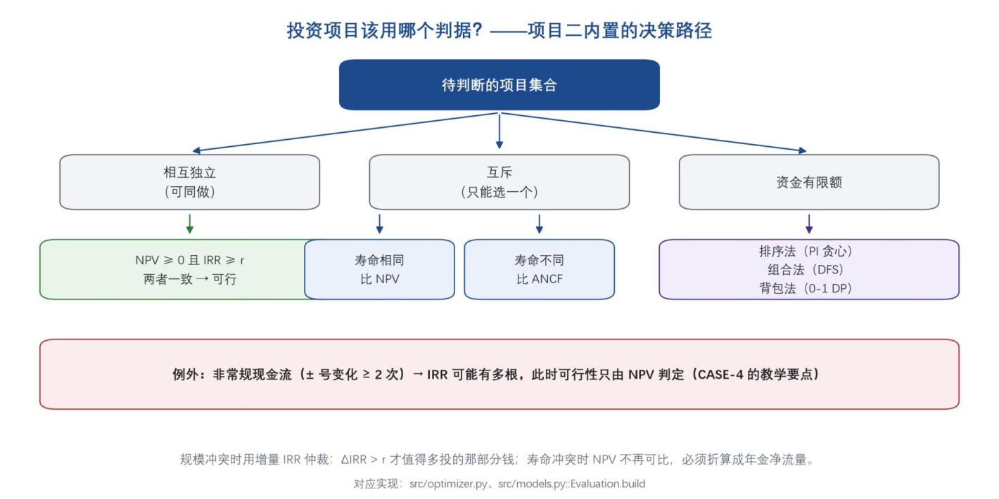 投资项目该用哪个判据？——项目二内置的决策路径
待判断的项目集合
相互独立
（可同做）
互斥
（只能选一个）
资金有限额
NPV ≥ 0 且 IRR ≥ r
两者一致 → 可行
寿命相同
比 NPV
寿命不同
比 ANCF
排序法（PI 贪心）
组合法（DFS）
背包法（0-1 DP）
例外：非常规现金流（± 号变化 ≥ 2 次）→ IRR 可能有多根，此时可行性只由 NPV 判定（CASE-4 的教学要点）
规模冲突时用增量 IRR 仲裁：ΔIRR > r 才值得多投的那部分钱；寿命冲突时 NPV 不再可比，必须折算成年金净流量。
对应实现：src/optimizer.py、src/models.py::Evaluation.build